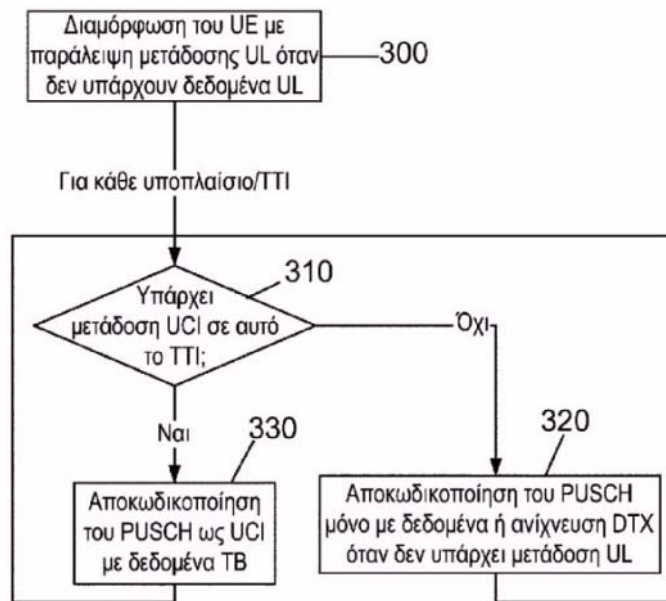 Διαμόρφωση του UE με
παράλειψη μετάδοσης UL όταν
δεν υπάρχουν δεδομένα UL
300
Για κάθε υποπλαίσιο/TTI
310
Υπάρχει
μετάδοση UCI σε αυτό
το TTI;
Όχι
Ναι
330
320
Αποκωδικοποίηση
του PUSCH ως UCI
με δεδομένα TB
Αποκωδικοποίηση του PUSCH
μόνο με δεδομένα ή ανίχνευση DTX
όταν δεν υπάρχει μετάδοση UL